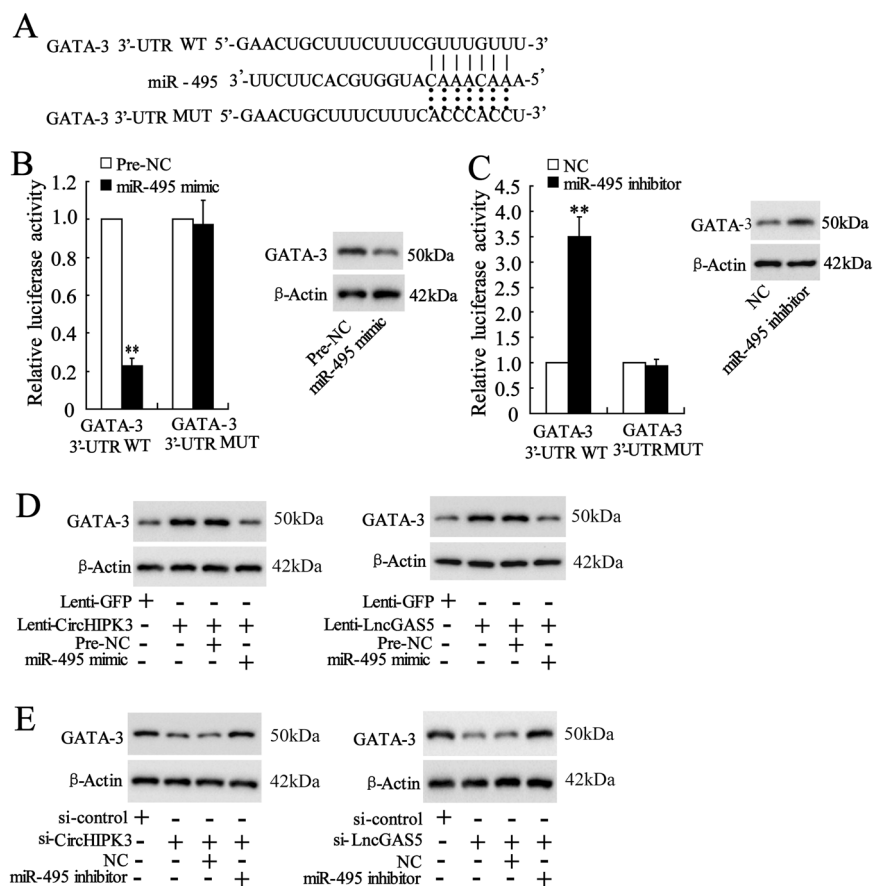 A
GATA-3 3'-UTR WT 5'-GAACUGCUUUCUUUCGUUUGUUU-3'
miR-495 3'-UUCUUCACGUGGUACAAACAAA-5'
GATA-3 3'-UTR MUT 5'-GAACUGCUUUCUUUCACCCACCU-3'
B
Pre-NC
miR-495 mimic
Relative luciferase activity
1.2
1.0
0.8
0.6
0.4
0.2
0
**
GATA-3 3'-UTR WT
GATA-3 3'-UTR MUT
GATA-3 50kDa
β-Actin 42kDa
Pre-NC
miR-495 mimic
C
NC
miR-495 inhibitor
Relative luciferase activity
4.5
4.0
3.5
3.0
2.5
2.0
1.5
1.0
0.5
0
**
GATA-3 3'-UTR WT
GATA-3 3'-UTR MUT
GATA-3 50kDa
β-Actin 42kDa
NC
miR-495 inhibitor
D
GATA-3 50kDa
β-Actin 42kDa
Lenti-GFP + - - -
Lenti-CircHIPK3 - + + +
Pre-NC - - + -
miR-495 mimic - - - +
GATA-3 50kDa
β-Actin 42kDa
Lenti-GFP + - - -
Lenti-LncGAS5 - + + +
Pre-NC - - + -
miR-495 mimic - - - +
E
GATA-3 50kDa
β-Actin 42kDa
si-control + - - -
si-CircHIPK3 - + + +
NC - - + -
miR-495 inhibitor - - - +
GATA-3 50kDa
β-Actin 42kDa
si-control + - - -
si-LncGAS5 - + + +
NC - - + -
miR-495 inhibitor - - - +